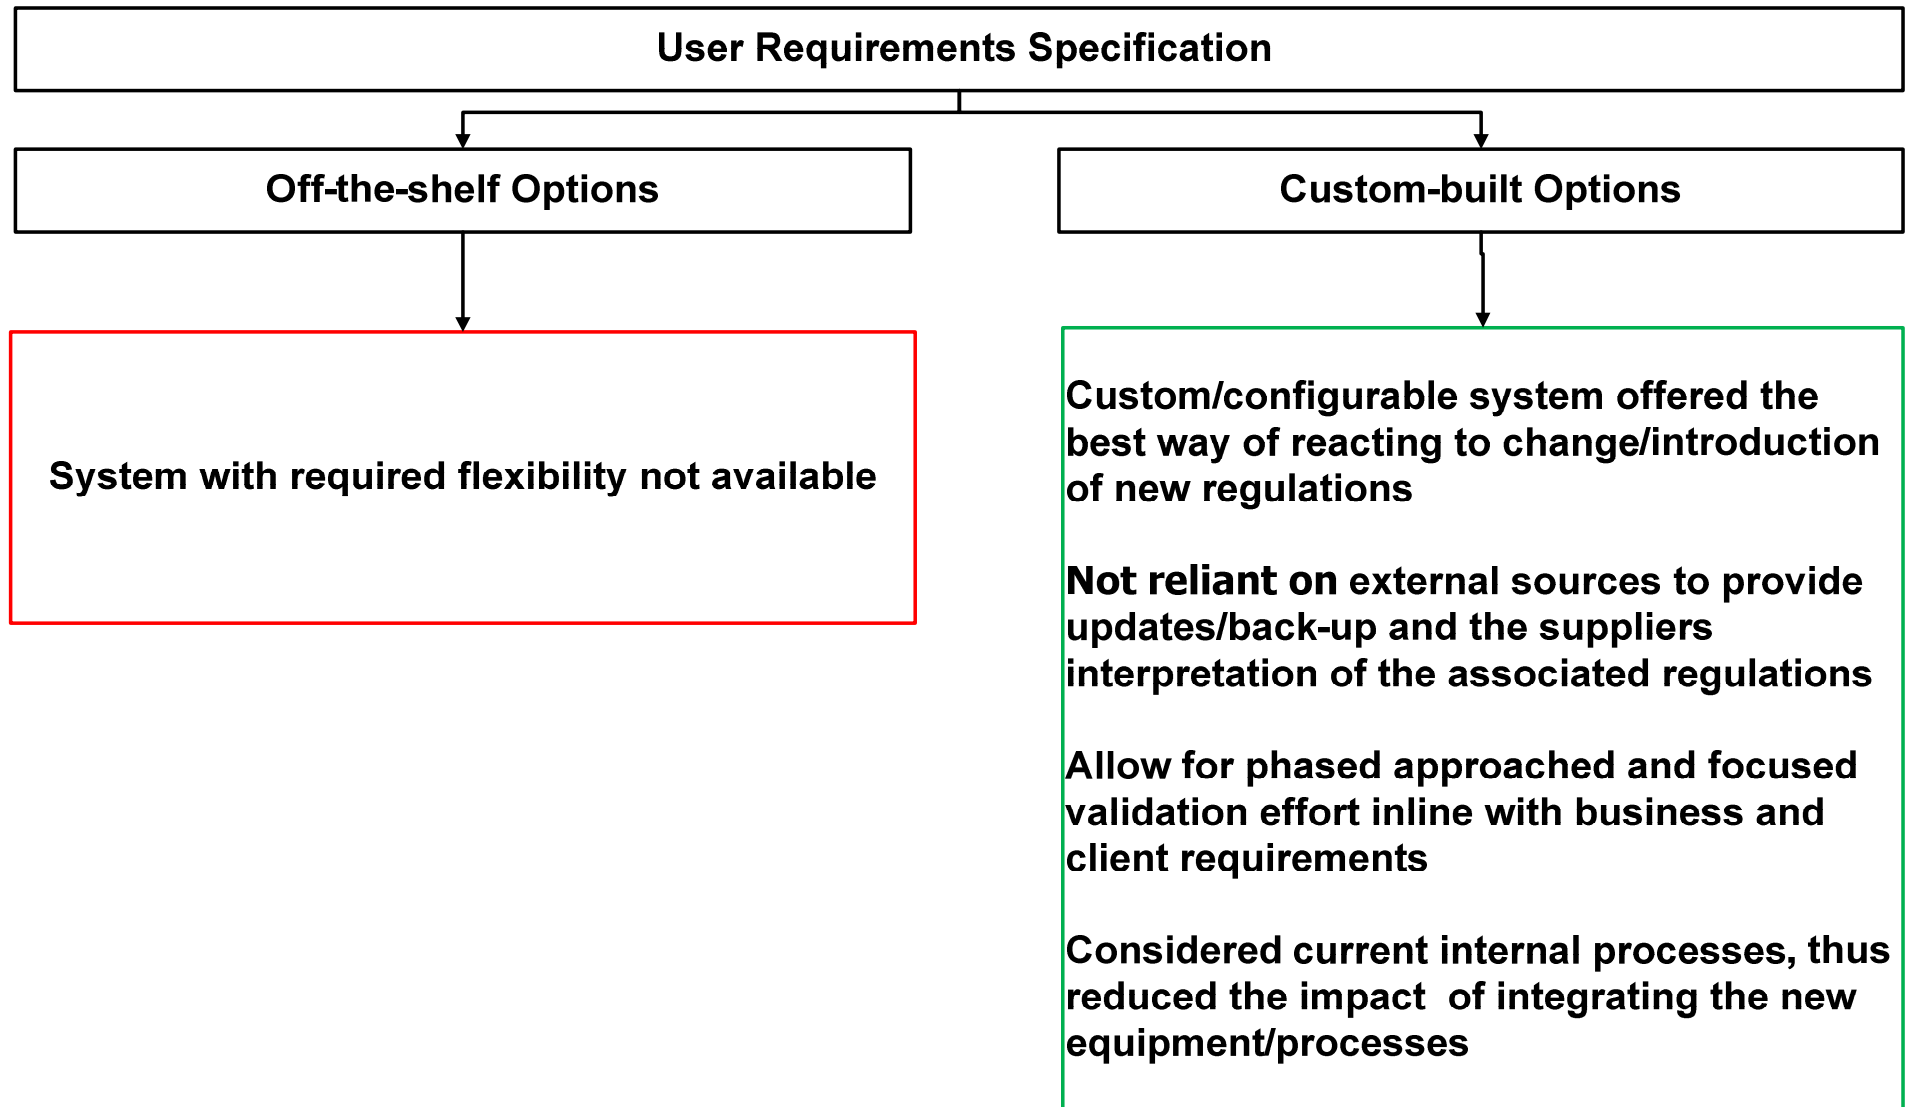 User Requirements Specification
Off-the-shelf Options
Custom-built Options
System with required flexibility not available
Custom/configurable system offered the
best way of reacting to change/introduction
of new regulations
Not reliant on external sources to provide
updates/back-up and the suppliers
interpretation of the associated regulations
Allow for phased approached and focused
validation effort inline with business and
client requirements
Considered current internal processes, thus
reduced the impact  of integrating the new
equipment/processes